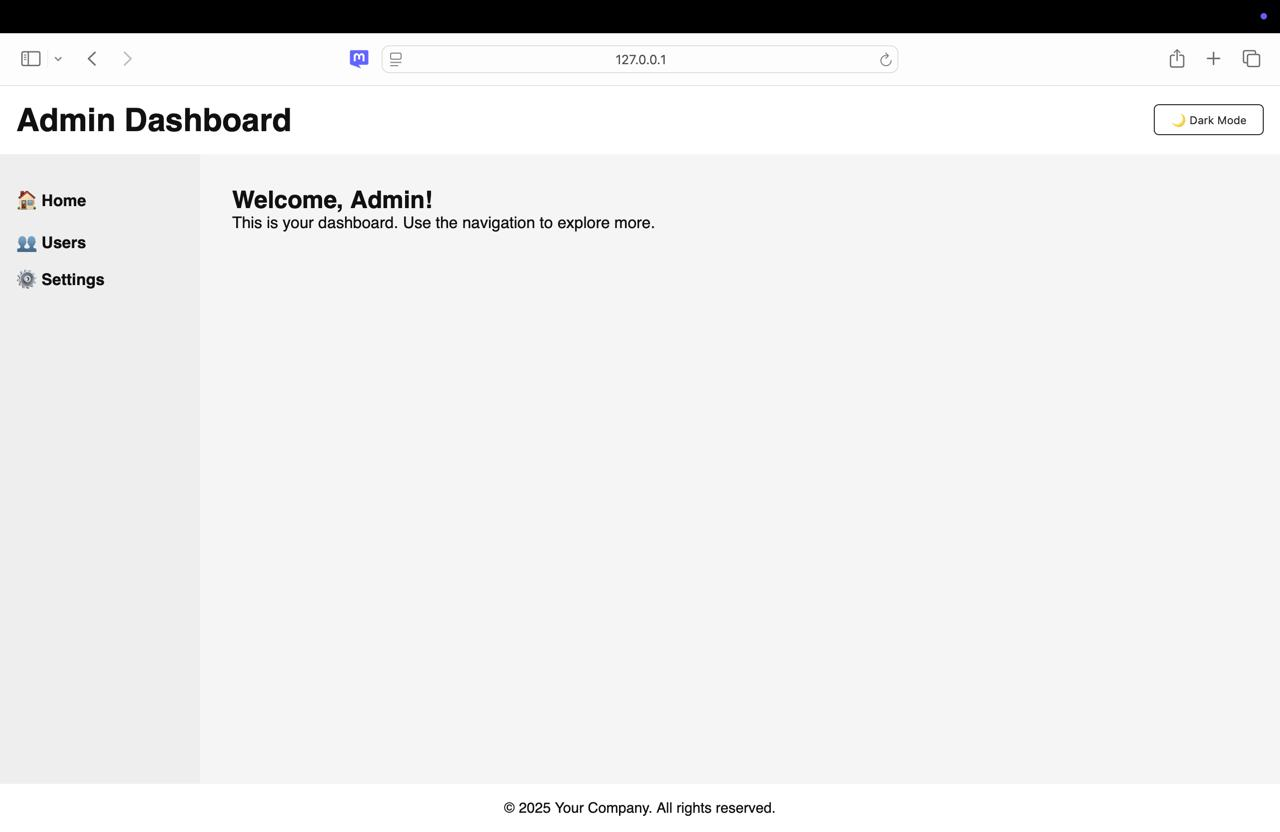 127.0.0.1
Admin Dashboard
🌙 Dark Mode
🏠 Home
👥 Users
⚙️ Settings
Welcome, Admin!
This is your dashboard. Use the navigation to explore more.
© 2025 Your Company. All rights reserved.